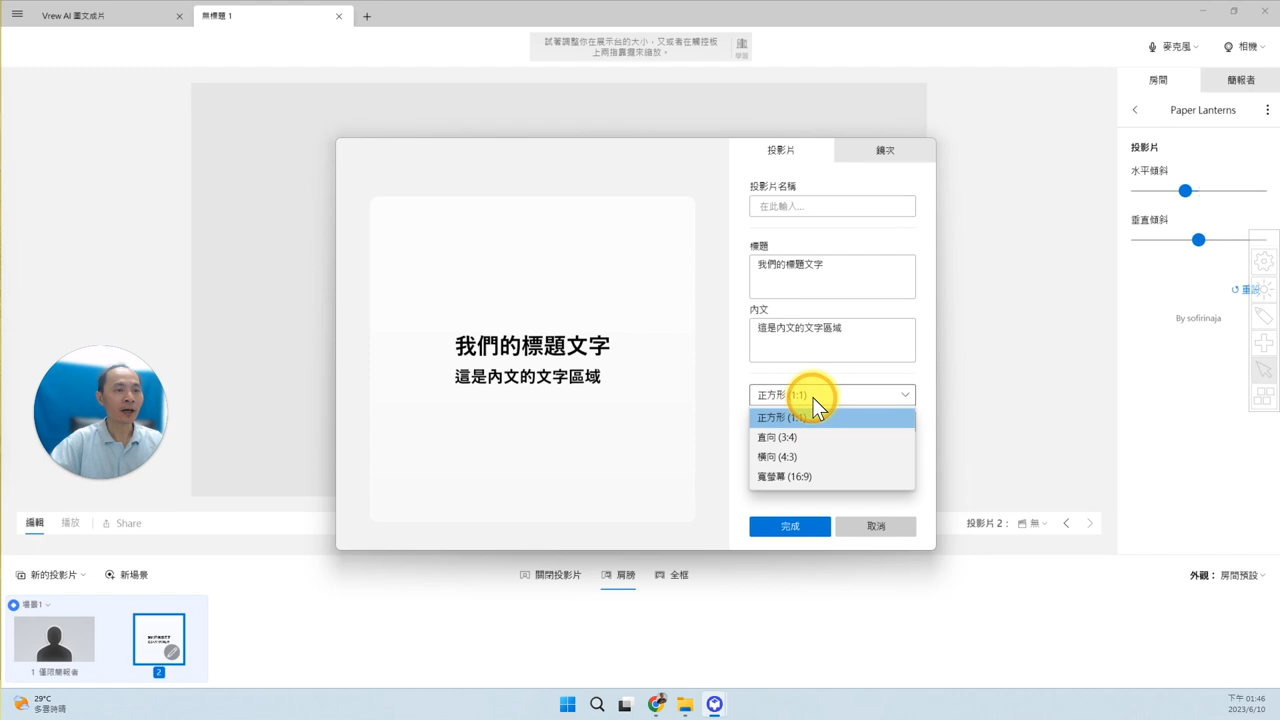 Vrew AI 圖文成片
無標題 1
試著調整你在展示台的大小，又或者在觸控板
上兩指靠攏來縮放。
學習
麥克風
相機
房間
簡報者
Paper Lanterns
投影片
水平傾斜
垂直傾斜
重設
By sofirinaja
投影片
鏡次
投影片名稱
在此輸入...
標題
我們的標題文字
內文
這是內文的文字區域
正方形 (1:1)
正方形 (1:1)
直向 (3:4)
橫向 (4:3)
寬螢幕 (16:9)
完成
取消
我們的標題文字
這是內文的文字區域
編輯
播放
Share
投影片 2：
無
新的投影片
新場景
關閉投影片
肩膀
全框
外觀：
房間預設
場景1
1 僅限簡報者
2
29°C
多雲時晴
下午 01:46
2023/6/10